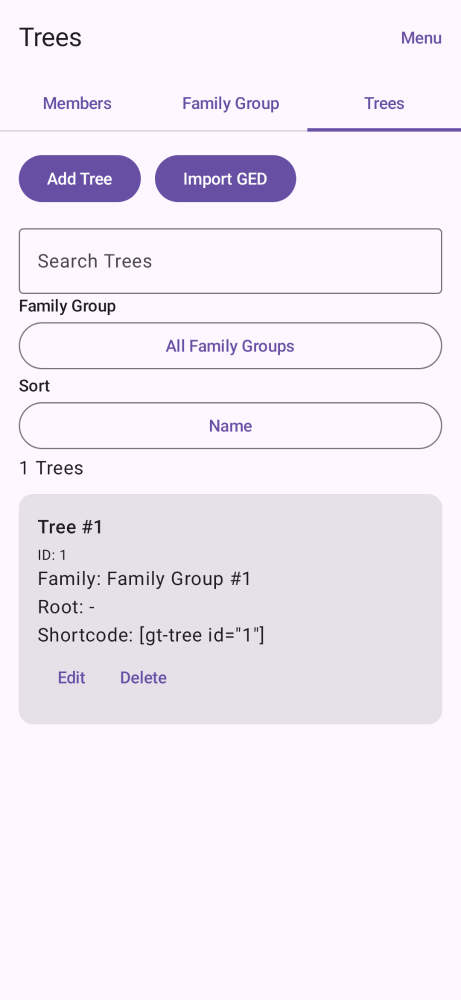 Trees
Menu
Members
Family Group
Trees
Add Tree
Import GED
Search Trees
Family Group
All Family Groups
Sort
Name
1 Trees
Tree #1
ID: 1
Family: Family Group #1
Root: -
Shortcode: [gt-tree id="1"]
Edit
Delete